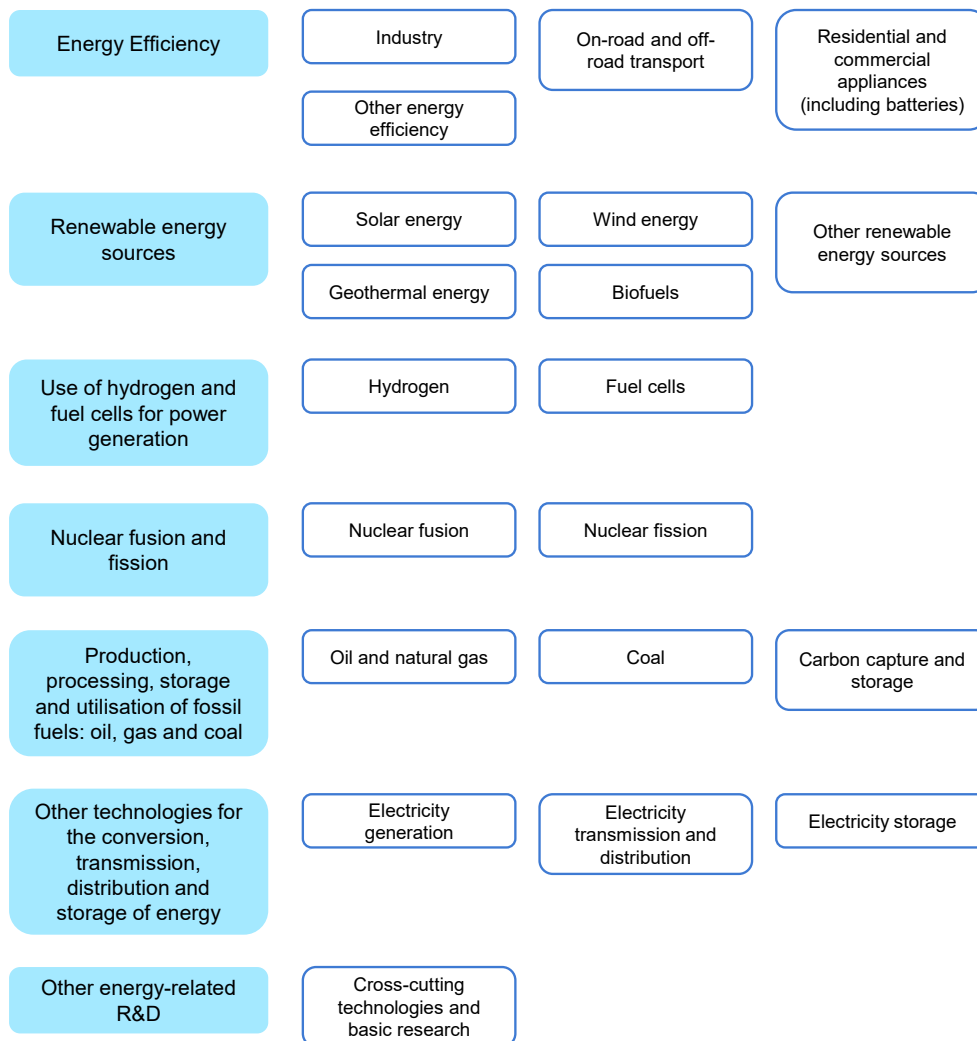 Energy Efficiency
Industry
On-road and off-
road transport
Residential and
commercial
appliances
(including batteries)
Other energy
efficiency
Renewable energy
sources
Solar energy
Wind energy
Other renewable
energy sources
Geothermal energy
Biofuels
Use of hydrogen and
fuel cells for power
generation
Hydrogen
Fuel cells
Nuclear fusion and
fission
Nuclear fusion
Nuclear fission
Production,
processing, storage
and utilisation of fossil
fuels: oil, gas and coal
Oil and natural gas
Coal
Carbon capture and
storage
Other technologies for
the conversion,
transmission,
distribution and
storage of energy
Electricity
generation
Electricity
transmission and
distribution
Electricity storage
Other energy-related
R&D
Cross-cutting
technologies and
basic research